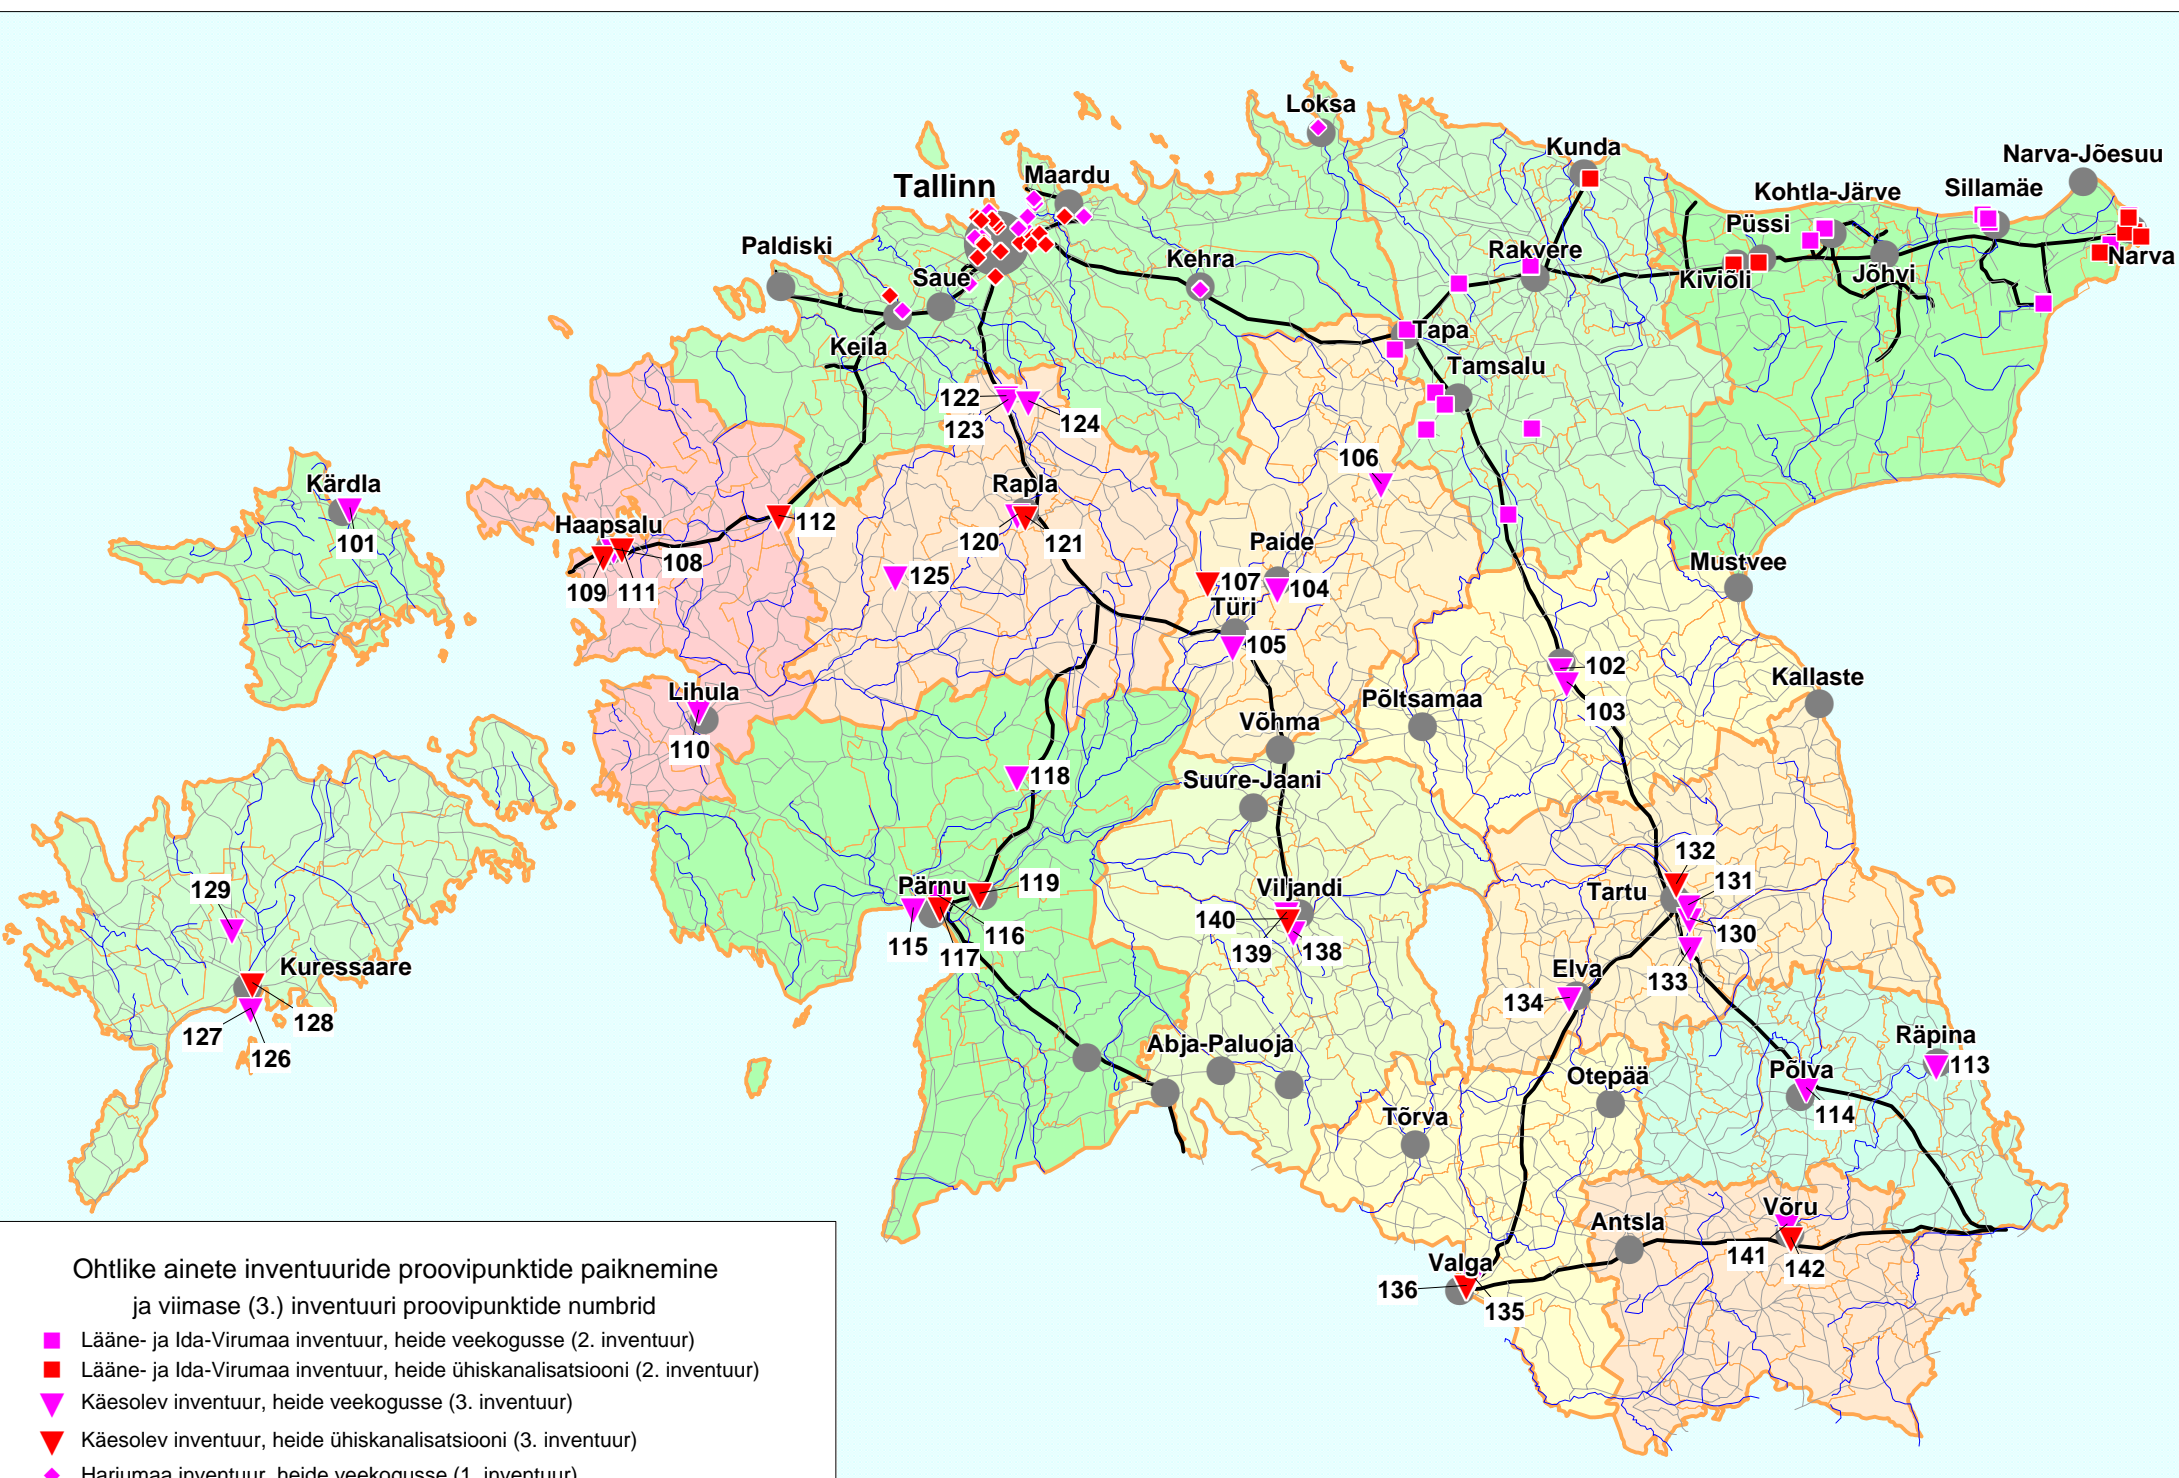 Loksa
Kunda
Narva-Jõesuu
Tallinn
Maardu
Kohtla-Järve
Sillamäe
Püssi
Paldiski
Saue
Kehra
Rakvere
Kiviõli
Jõhvi
Narva
Keila
Tapa
Tamsalu
122
123
124
106
Kärdla
101
Haapsalu
112
108
109
111
Rapla
120
121
125
Paide
107
104
Türi
105
Mustvee
102
103
Kallaste
Lihula
110
Põltsamaa
Võhma
118
Suure-Jaani
132
131
Tartu
130
133
129
Pärnu
119
115
116
117
Viljandi
140
139
138
Kuressaare
127
128
126
Elva
134
Abja-Paluoja
Räpina
113
Otepää
Põlva
114
Tõrva
Antsla
Võru
141
142
Valga
136
135
Ohtlike ainete inventuuride proovipunktide paiknemine
ja viimase (3.) inventuuri proovipunktide numbrid
Lääne- ja Ida-Virumaa inventuur, heide veekogusse (2. inventuur)
Lääne- ja Ida-Virumaa inventuur, heide ühiskanalisatsiooni (2. inventuur)
Käesolev inventuur, heide veekogusse (3. inventuur)
Käesolev inventuur, heide ühiskanalisatsiooni (3. inventuur)
Harjumaa inventuur, heide veekogusse (1. inventuur)